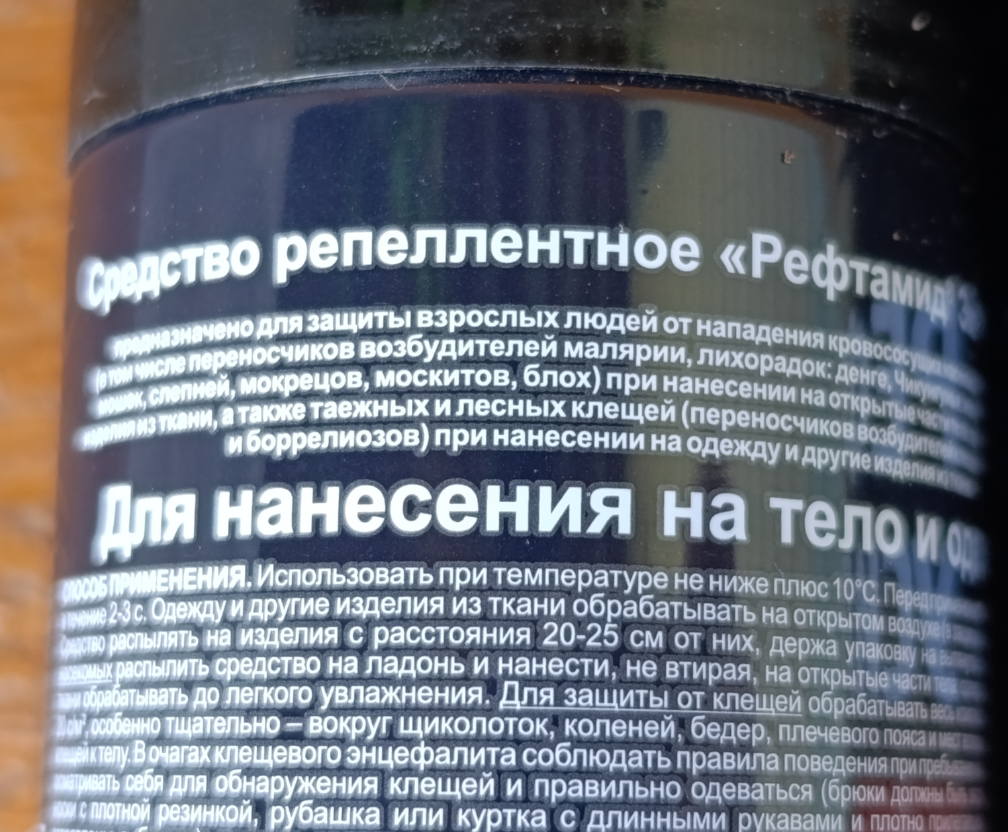 Средство репеллентное «Рефтамид
предназначено для защиты взрослых людей от нападения кровососущих
(в том числе переносчиков возбудителей малярии, лихорадок: денге,
мошек, слепней, мокрецов, москитов, блох) при нанесении на открытые
изделия из ткани, а также таежных и лесных клещей (переносчиков
и боррелиозов) при нанесении на одежду и другие изделия из
Для нанесения на тело и
СПОСОБ ПРИМЕНЕНИЯ. Использовать при температуре не ниже плюс 10°С. Перед
в течение 2-3 с. Одежду и другие изделия из ткани обрабатывать на открытом воздухе
Средство распылять на изделия с расстояния 20-25 см от них, держа упаковку на
насекомых распылить средство на ладонь и нанести, не втирая, на открытые части тела
обрабатывать до легкого увлажнения. Для защиты от клещей обрабатывать
особенно тщательно – вокруг щиколоток, коленей, бедер, плечевого пояса и
к телу. В очагах клещевого энцефалита соблюдать правила поведения при
себя для обнаружения клещей и правильно одеваться (брюки должны
с плотной резинкой, рубашка или куртка с длинными рукавами и плотно